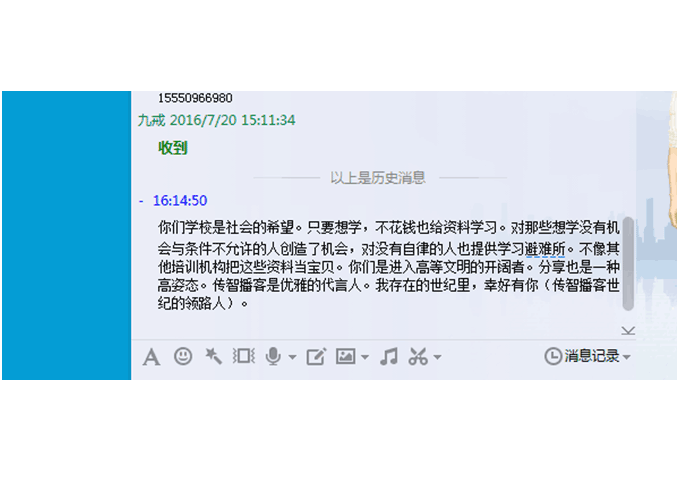 15550966980
九戒 2016/7/20 15:11:34
收到
以上是历史消息
- 16:14:50
你们学校是社会的希望。只要想学，不花钱也给资料学习。对那些想学没有机
会与条件不允许的人创造了机会，对没有自律的人也提供学习避难所。不像其
他培训机构把这些资料当宝贝。你们是进入高等文明的开阔者。分享也是一种
高姿态。传智播客是优雅的代言人。我存在的世纪里，幸好有你（传智播客世
纪的领路人）。
A
消息记录